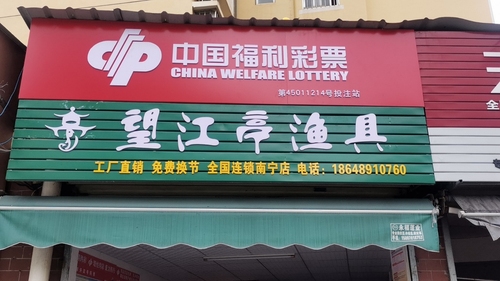 中国福利彩票
CHINA WELFARE LOTTERY
第45011214号投注站
望江亭渔具
工厂直销 免费换节 全国连锁南宁店 电话：18648910760